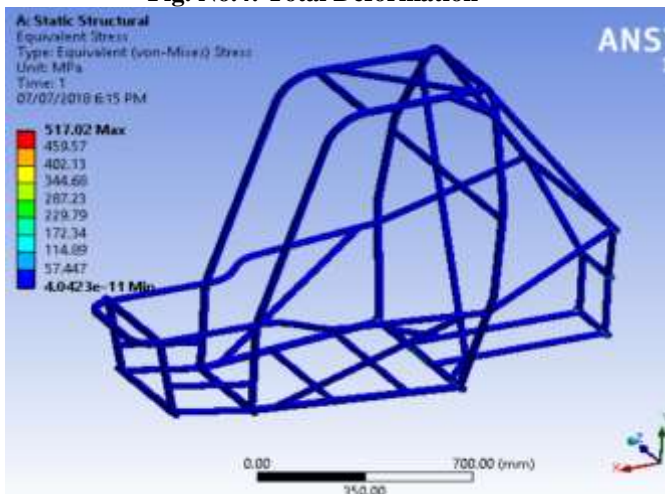 Fig. No.4: Total Deformation
A: Static Structural
Equivalent Stress
Type: Equivalent (von-Mises) Stress
Unit: MPa
Time: 1
07/07/2018 6:15 PM
517.02 Max
459.57
402.13
344.68
287.23
229.79
172.34
114.89
57.447
4.0423e-11 Min
ANS
0.00
700.00 (mm)
350.00
X